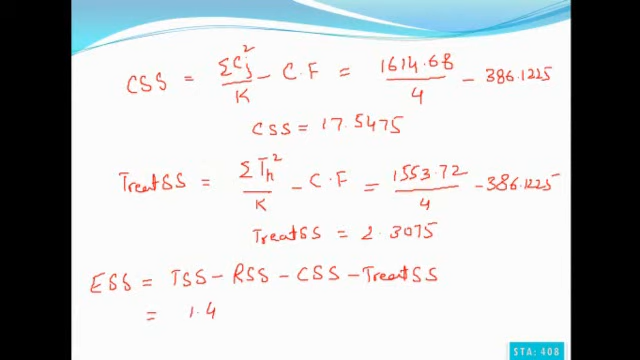 CSS = ΣCj²/K - C.F = 1614.68/4 - 386.1225
CSS = 17.5475
TreatSS = ΣTh²/K - C.F = 1553.72/4 - 386.1225
TreatSS = 2.3075
ESS = TSS - RSS - CSS - TreatSS
= 1.4
STA: 408